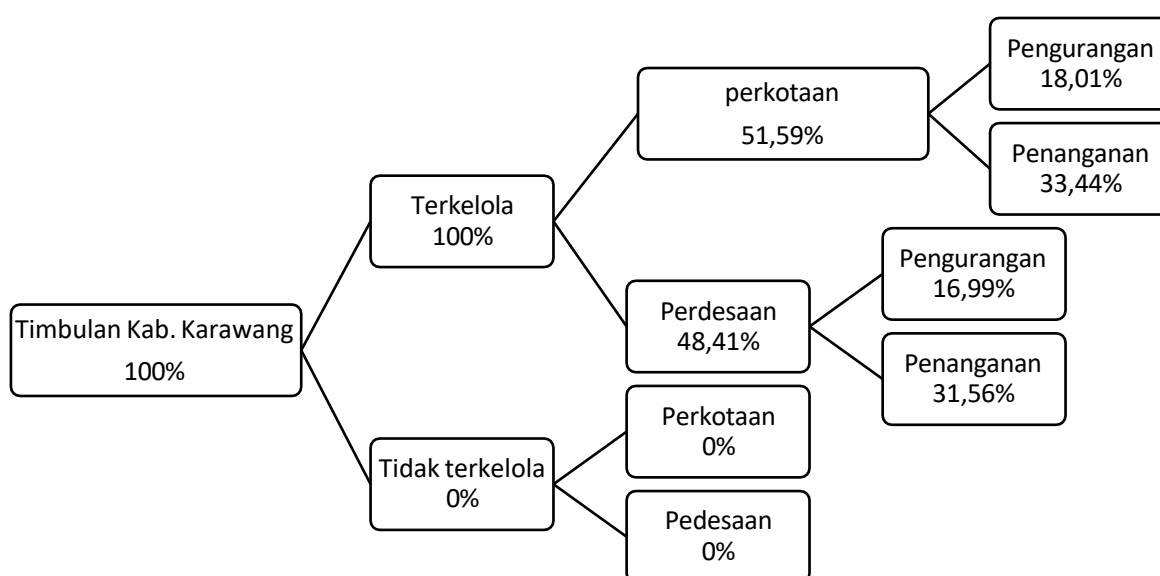 Timbulan Kab. Karawang
100%
Terkelola
100%
perkotaan
51,59%
Pengurangan
18,01%
Penanganan
33,44%
Perdesaan
48,41%
Pengurangan
16,99%
Penanganan
31,56%
Tidak terkelola
0%
Perkotaan
0%
Pedesaan
0%